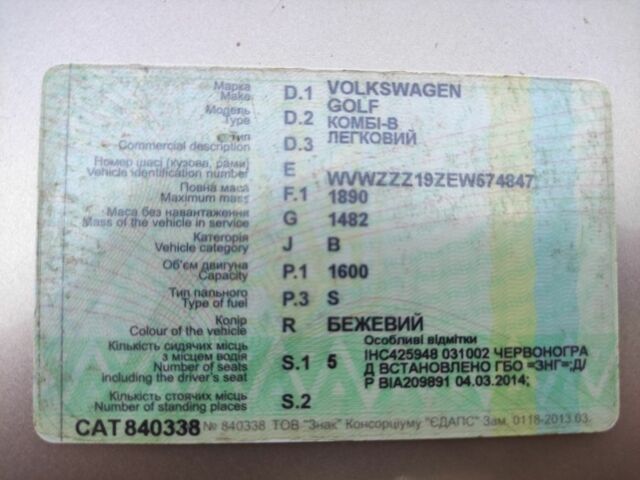 Марка
Make D.1 VOLKSWAGEN
GOLF
Модель
Type D.2 КОМБІ-В
Тип
Commercial description D.3 ЛЕГКОВИЙ
Номер шасі (кузова, рами)
Vehicle identification number E WVWZZZ19ZEW574847
Повна маса
Maximum mass F.1 1890
Маса без навантаження
Mass of the vehicle in service G 1482
Категорія
Vehicle category J B
Об'єм двигуна
Capacity P.1 1600
Тип пального
Type of fuel P.3 S
Колір
Colour of the vehicle R БЕЖЕВИЙ
Кількість сидячих місць
з місцем водія
Number of seats
including the driver's seat S.1 5
Особливі відмітки
ІНС425948 031002 ЧЕРВОНОГРА
Д ВСТАНОВЛЕНО ГБО =ЗНГ=;Д/
Р ВІА209891 04.03.2014;
Кількість стоячих місць
Number of standing places S.2
САТ 840338 № 840338 ТОВ "Знак" Консорціуму "ЄДАПС" Зам. 0118-2013.03.